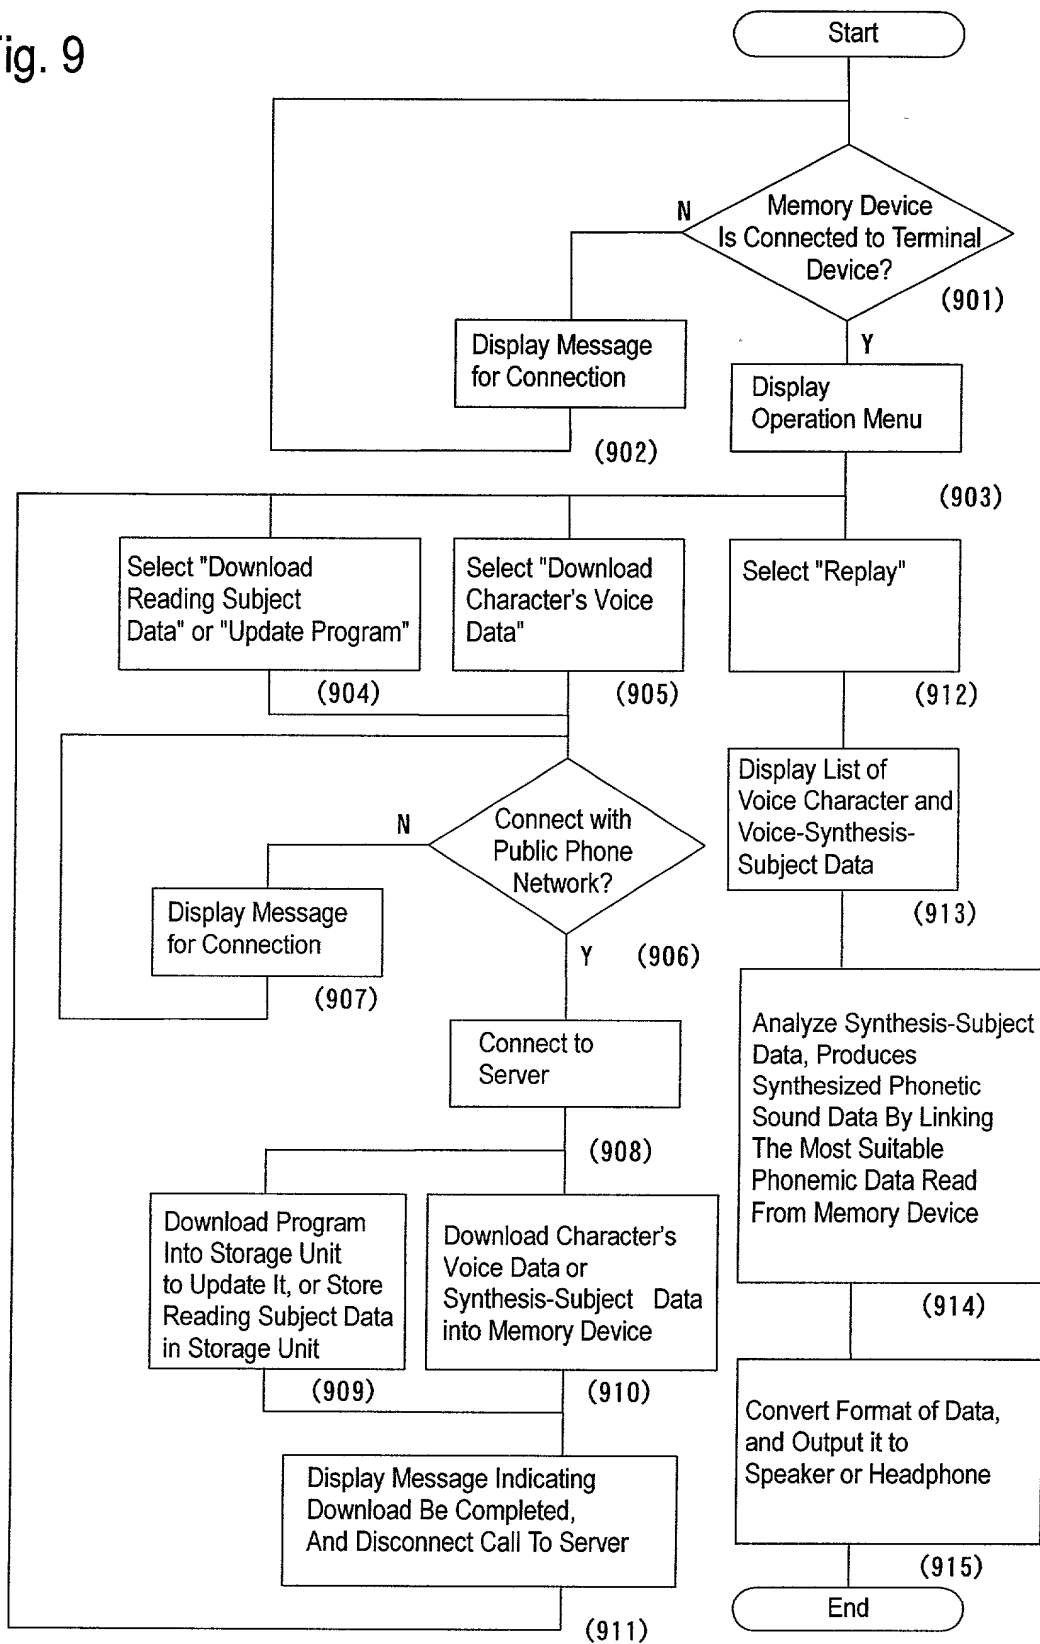 ig. 9
Start
Memory Device
Is Connected to Terminal
Device?
(901)
N
Y
Display Message
for Connection
(902)
Display
Operation Menu
(903)
Select "Download
Reading Subject
Data" or "Update Program"
(904)
Select "Download
Character's Voice
Data"
(905)
Select "Replay"
(912)
Connect with
Public Phone
Network?
N
Y
(906)
Display Message
for Connection
(907)
Display List of
Voice Character and
Voice-Synthesis-
Subject Data
(913)
Connect to
Server
(908)
Analyze Synthesis-Subject
Data, Produces
Synthesized Phonetic
Sound Data By Linking
The Most Suitable
Phonemic Data Read
From Memory Device
(914)
Download Program
Into Storage Unit
to Update It, or Store
Reading Subject Data
in Storage Unit
(909)
Download Character's
Voice Data or
Synthesis-Subject Data
into Memory Device
(910)
Display Message Indicating
Download Be Completed,
And Disconnect Call To Server
(911)
Convert Format of Data,
and Output it to
Speaker or Headphone
(915)
End